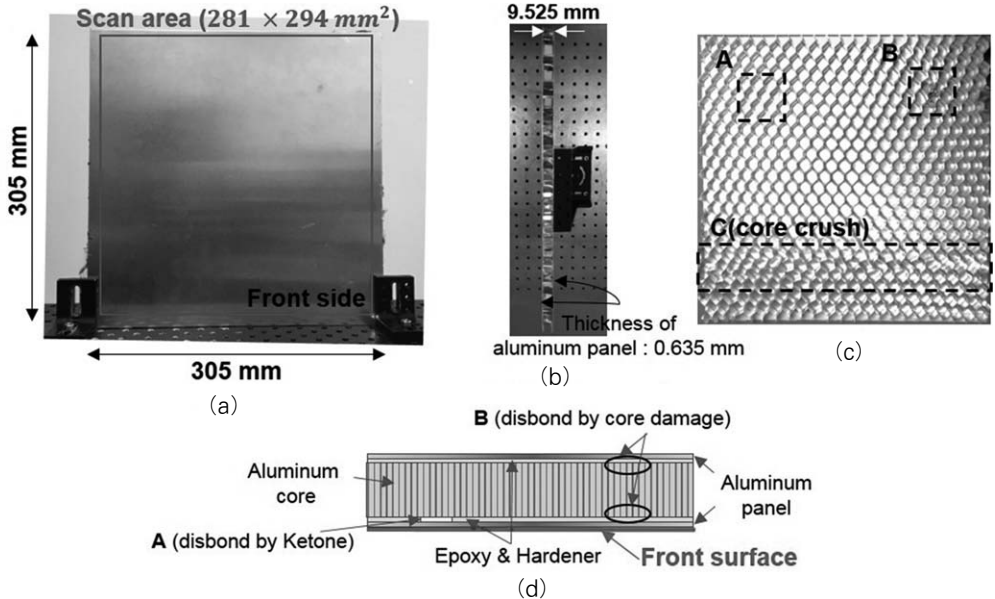 Scan area (281 × 294 mm²)
305 mm
Front side
305 mm
(a)
9.525 mm
Thickness of
aluminum panel : 0.635 mm
(b)
A
B
C(core crush)
(c)
B (disbond by core damage)
Aluminum
core
Aluminum
panel
A (disbond by Ketone)
Epoxy & Hardener
Front surface
(d)